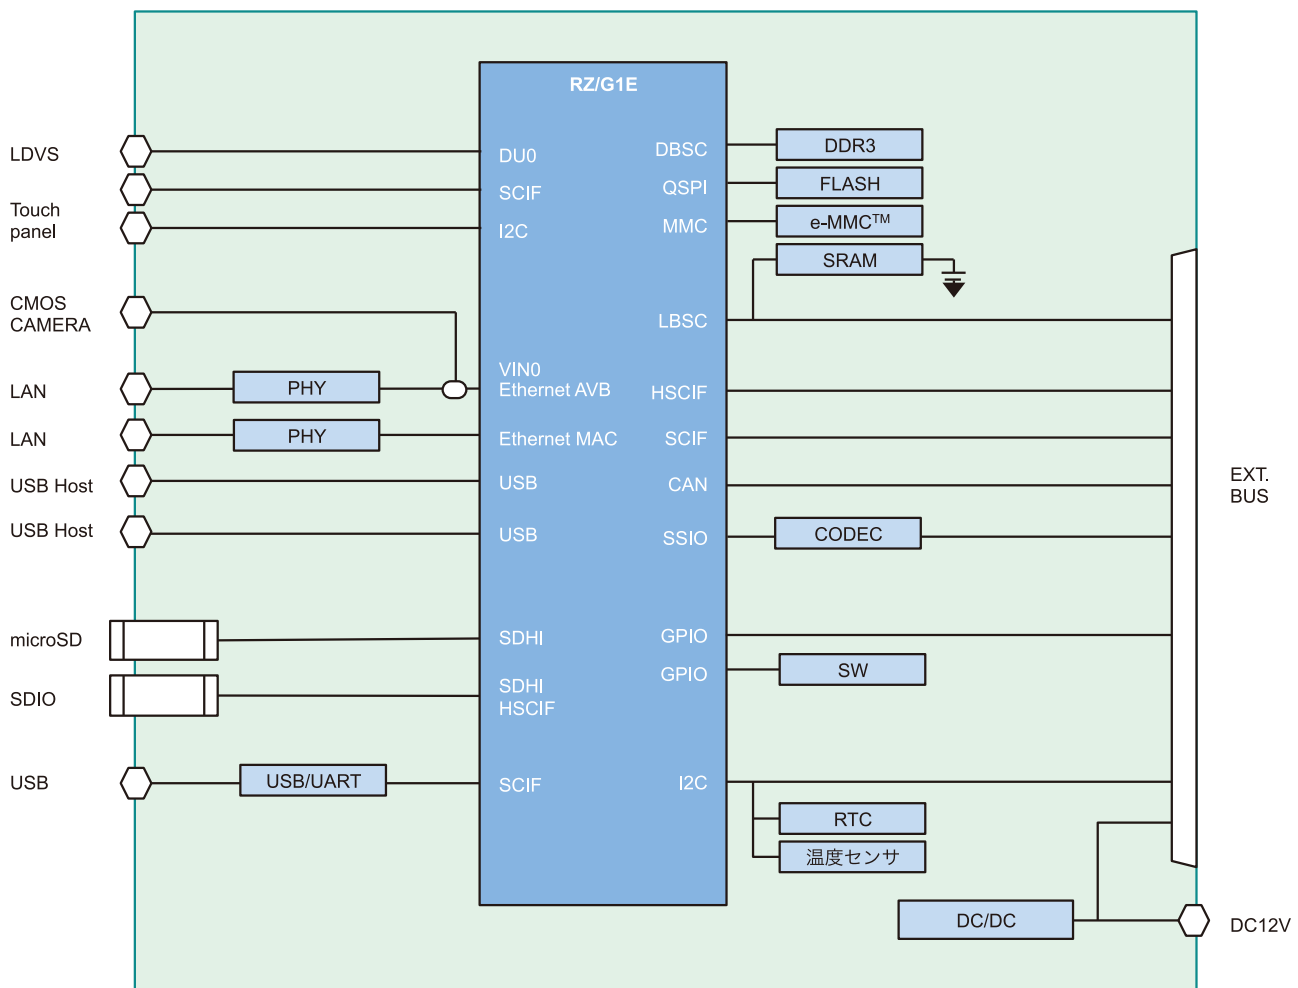 RZ/G1E
LDVS
Touch
panel
CMOS
CAMERA
LAN
LAN
USB Host
USB Host
microSD
SDIO
USB
PHY
PHY
USB/UART
DU0
SCIF
I2C
VIN0
Ethernet AVB
Ethernet MAC
USB
USB
SDHI
SDHI
HSCIF
SCIF
DBSC
QSPI
MMC
LBSC
HSCIF
SCIF
CAN
SSIO
GPIO
GPIO
I2C
DDR3
FLASH
e-MMC™
SRAM
CODEC
SW
RTC
温度センサ
DC/DC
EXT.
BUS
DC12V